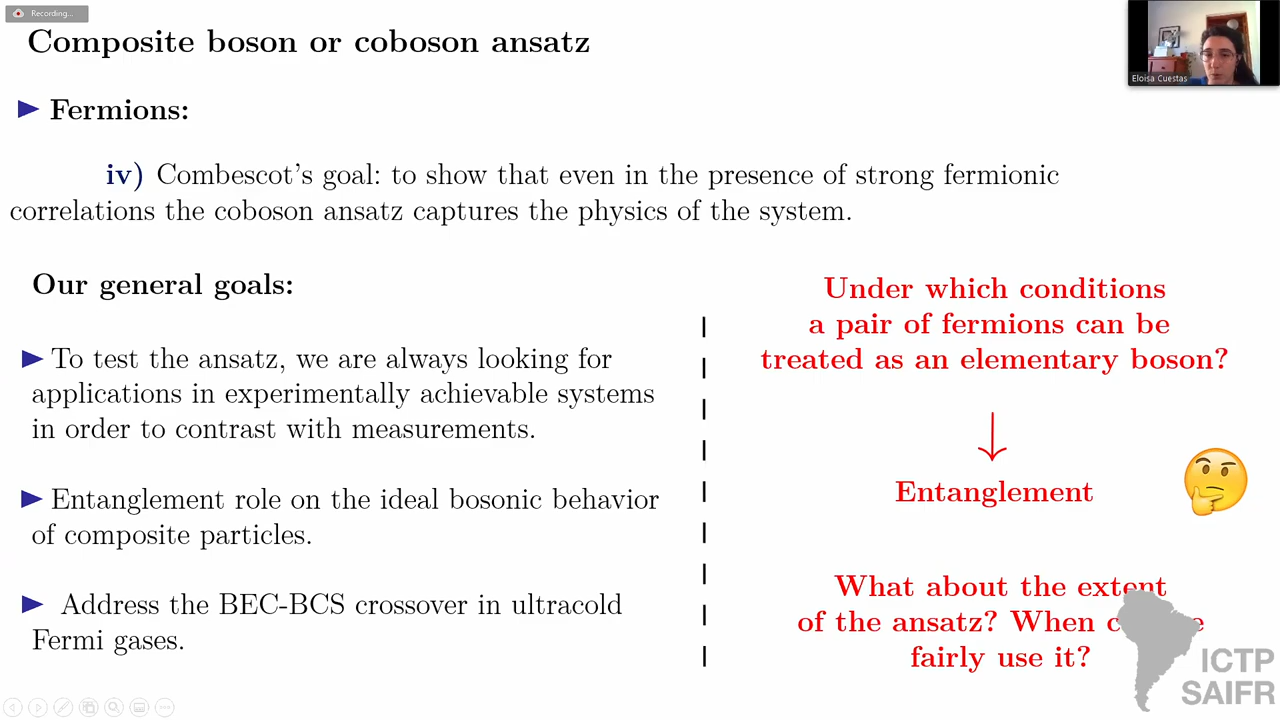 Recording...
Composite boson or coboson ansatz
Eloisa Cuestas
Fermions:
iv) Combescot's goal: to show that even in the presence of strong fermionic
correlations the coboson ansatz captures the physics of the system.
Our general goals:
To test the ansatz, we are always looking for
applications in experimentally achievable systems
in order to contrast with measurements.
Entanglement role on the ideal bosonic behavior
of composite particles.
Address the BEC-BCS crossover in ultracold
Fermi gases.
Under which conditions
a pair of fermions can be
treated as an elementary boson?
Entanglement
What about the extent
of the ansatz? When
fairly use it?
ICTP
SAIFR